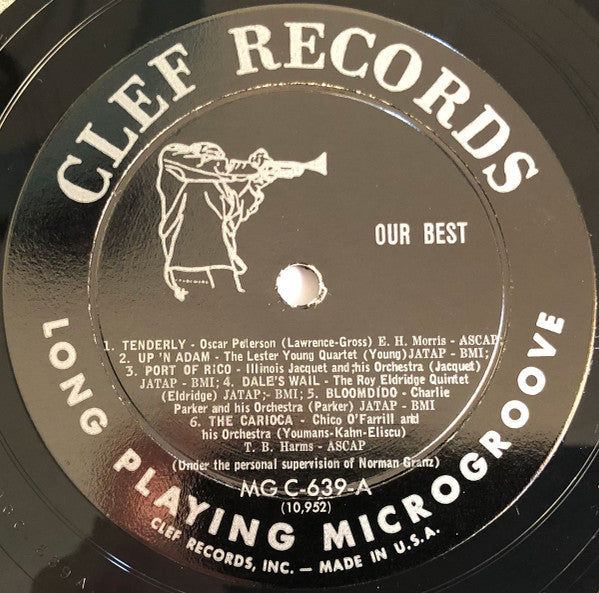 CLEF RECORDS
OUR BEST
1. TENDERLY - Oscar Peterson (Lawrence-Gross) E. H. Morris - ASCAP;
2. UP 'N ADAM - The Lester Young Quartet (Young) JATAP - BMI;
3. PORT OF RICO - Illinois Jacquet and his Orchestra (Jacquet)
JATAP - BMI; 4. DALE'S WAIL - The Roy Eldridge Quintet
(Eldridge) JATAP; - BMI; 5. BLOOMDIDO - Charlie
Parker and his Orchestra (Parker) JATAP - BMI
6. THE CARIOCA - Chico O'Farrill and
his Orchestra (Youmans-Kahn-Eliscu)
T. B. Harms - ASCAP
(Under the personal supervision of Norman Granz)
MG C-639-A
(10,952)
LONG PLAYING MICROGROOVE
CLEF RECORDS, INC. — MADE IN U.S.A.